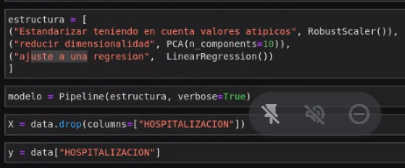 estructura = [
("Estandarizar teniendo en cuenta valores atipicos", RobustScaler()),
("reducir dimensionalidad", PCA(n_components=10)),
("ajuste a una regresion",  LinearRegression())
]
modelo = Pipeline(estructura, verbose=True)
X = data.drop(columns=["HOSPITALIZACION"])
y = data["HOSPITALIZACION"]